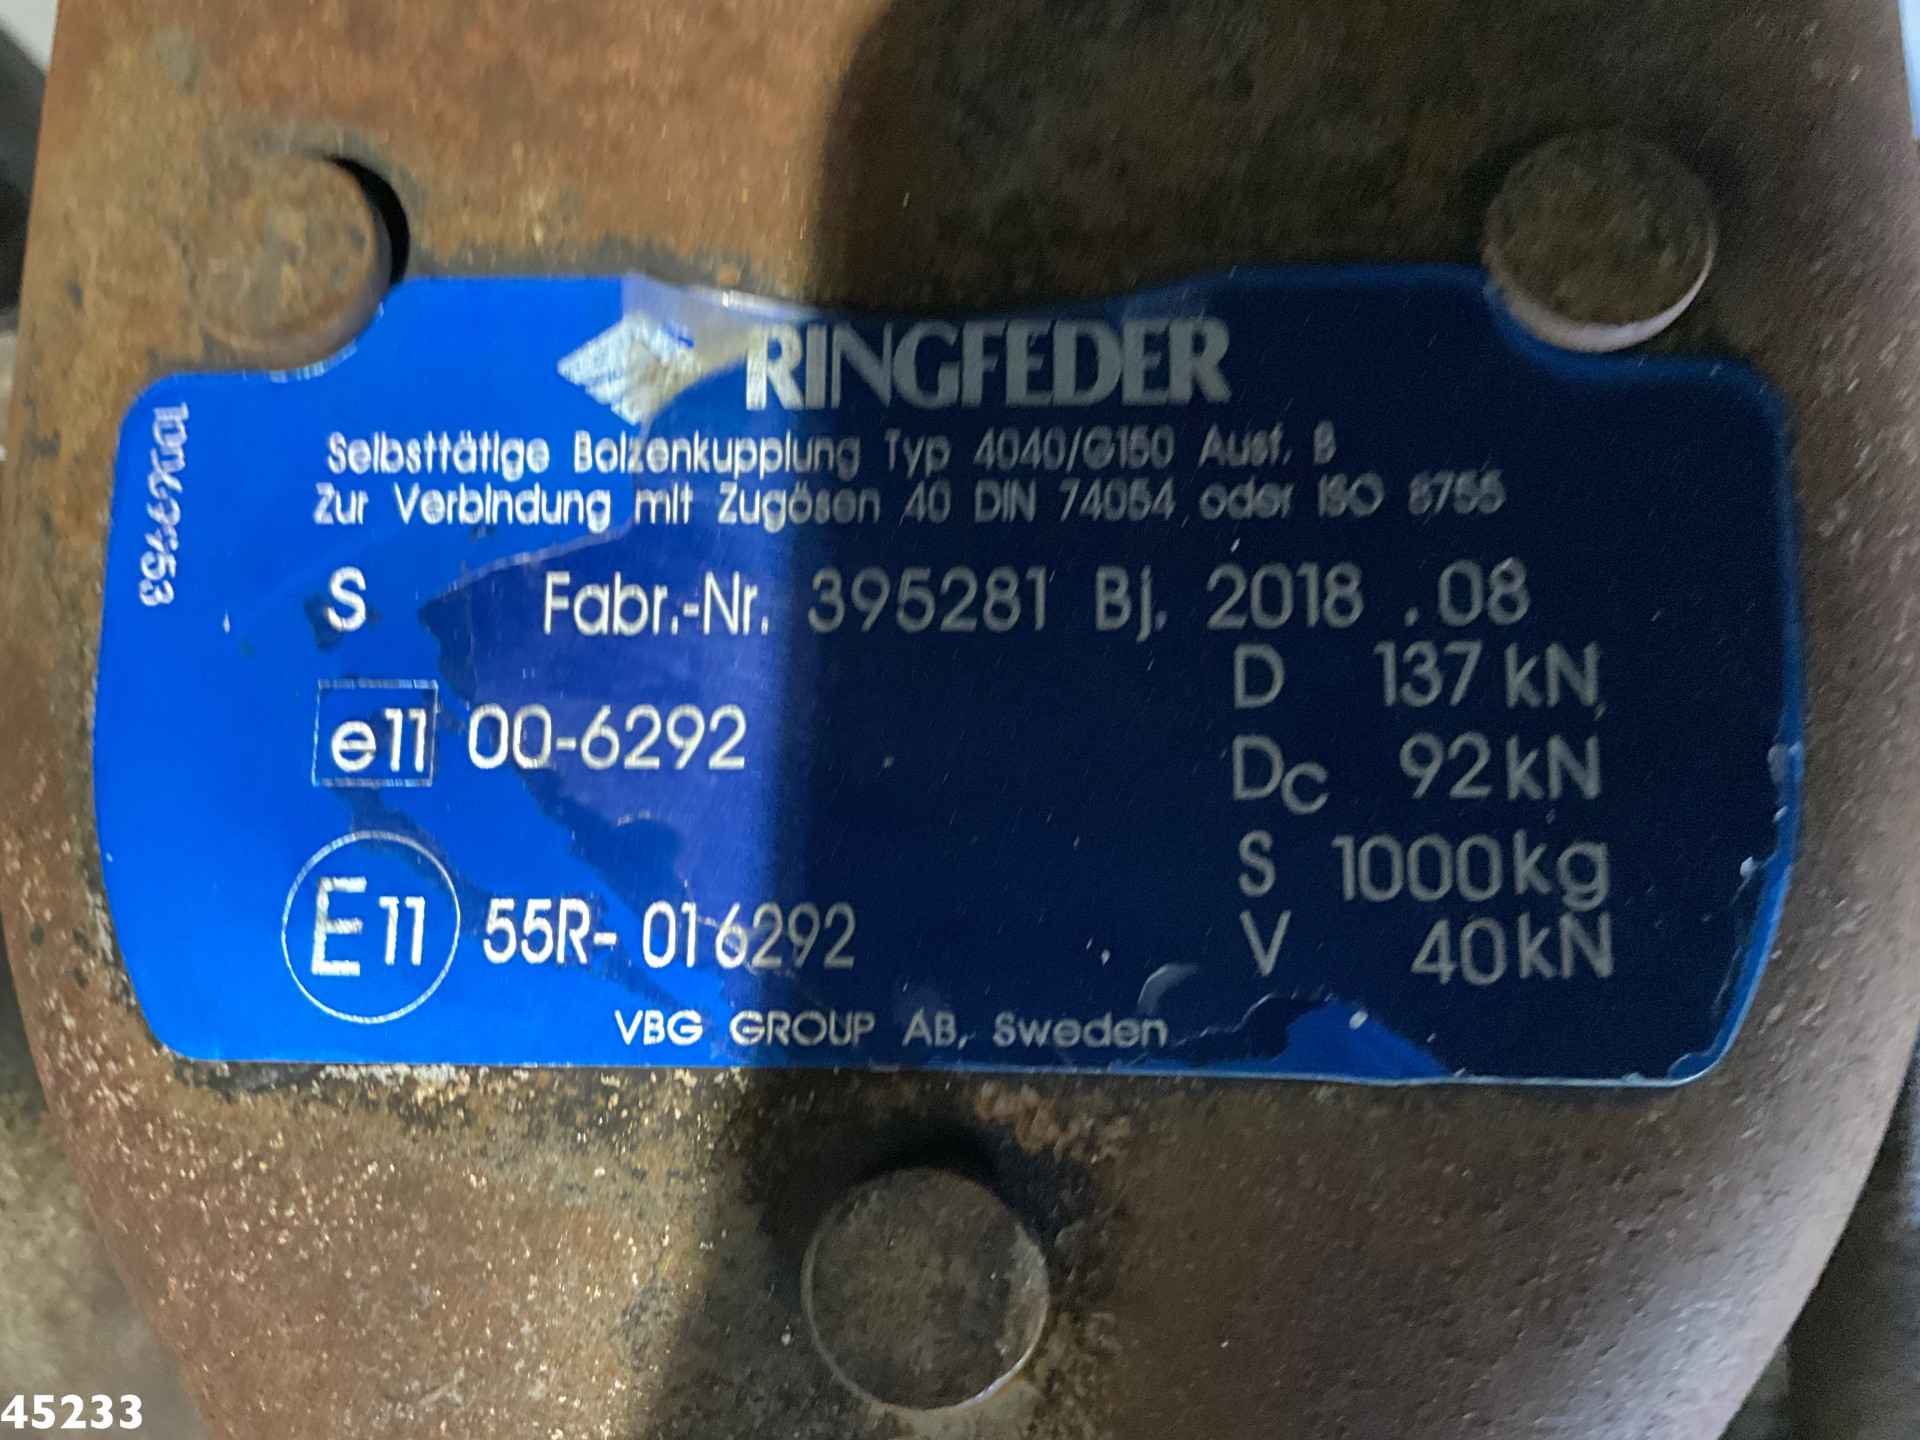 RINGFEDER
Selbsttätige Bolzenkupplung Typ 4040/G150 Ausf. B
Zur Verbindung mit Zugösen 40 DIN 74054 oder ISO 8755
S Fabr.-Nr. 395281 Bj. 2018 .08
D 137 kN
e11 00-6292
Dc 92 kN
S 1000 kg
E11 55R- 01 6292
V 40 kN
VBG GROUP AB, Sweden
45233